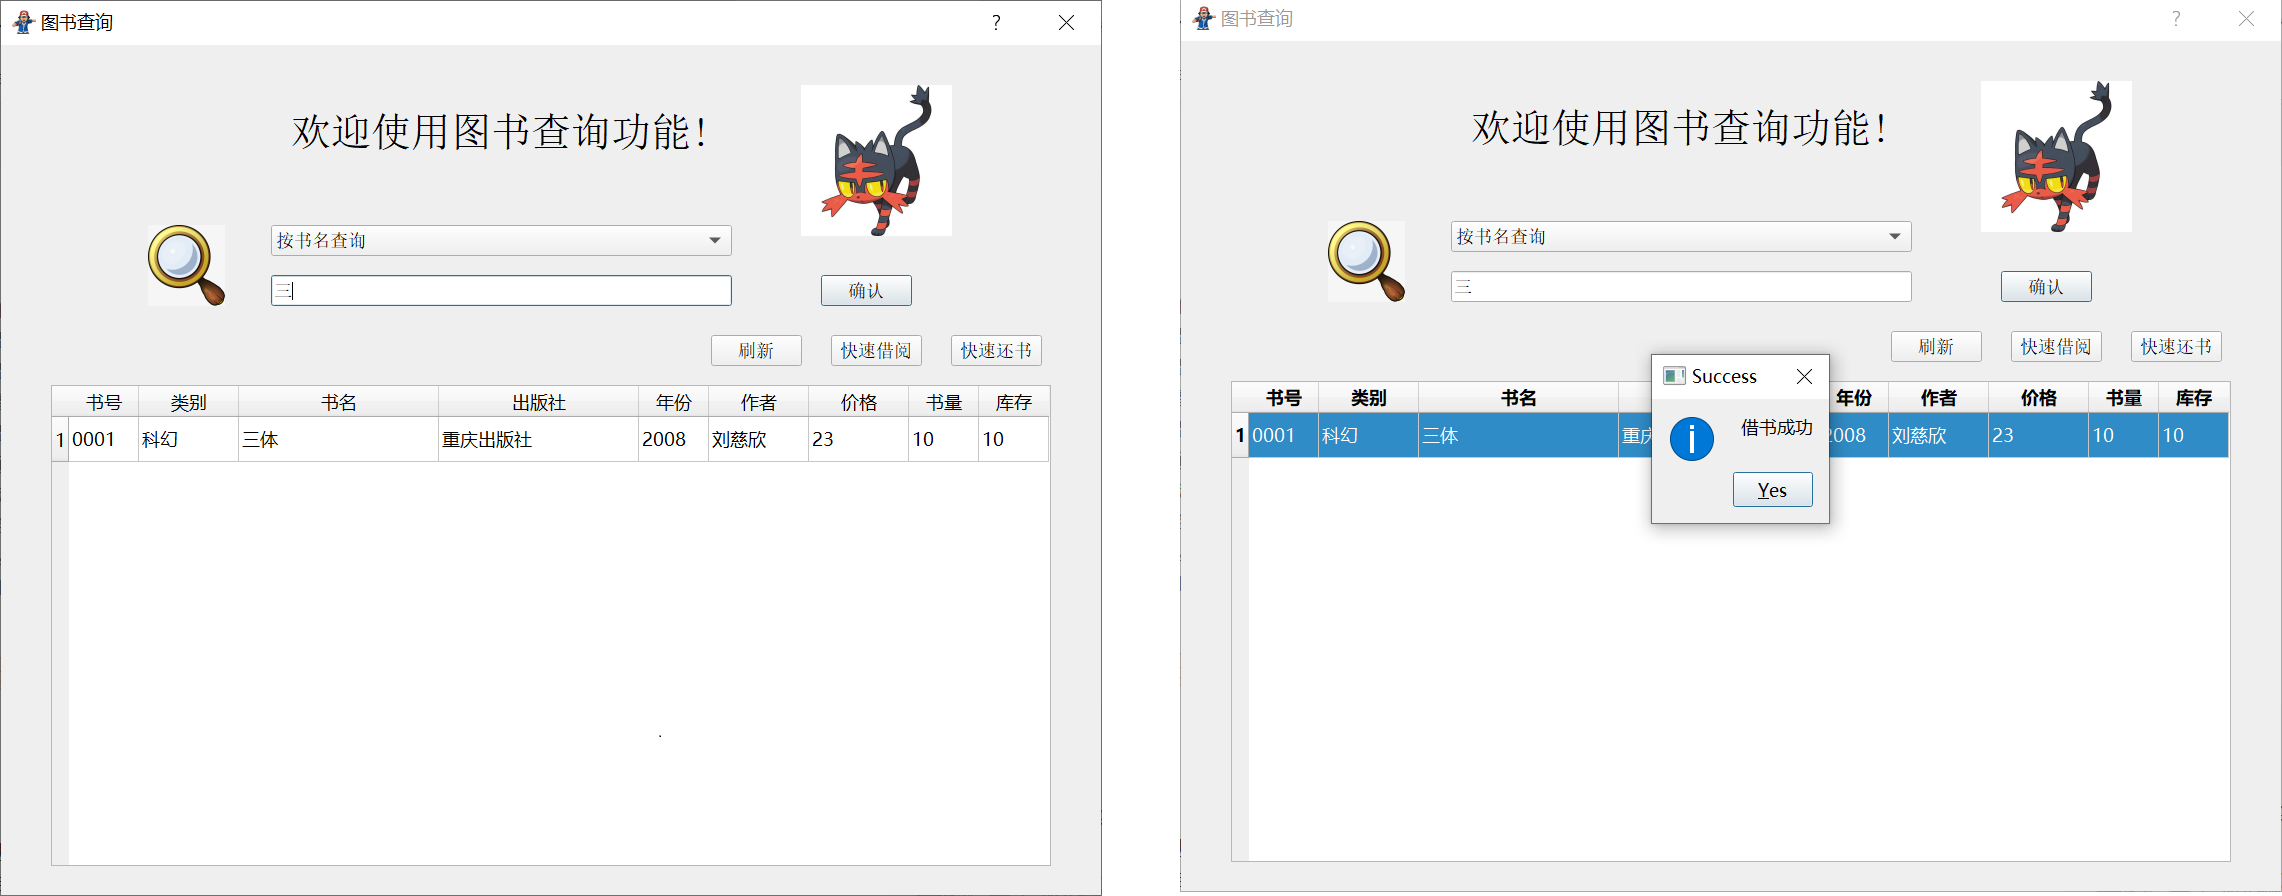 图书查询
?
欢迎使用图书查询功能!
按书名查询
三
确认
刷新 快速借阅 快速还书
书号 类别 书名 出版社 年份 作者 价格 书量 库存
1 0001 科幻 三体 重庆出版社 2008 刘慈欣 23 10 10
图书查询
?
欢迎使用图书查询功能!
按书名查询
三
确认
刷新 快速借阅 快速还书
书号 类别 书名 年份 作者 价格 书量 库存
1 0001 科幻 三体 重庆 2008 刘慈欣 23 10 10
Success
借书成功
Yes